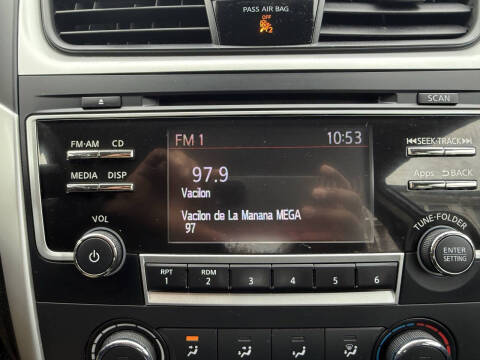 PASS AIR BAG
OFF
2
SCAN
FM·AM CD
MEDIA DISP
FM 1 10:53
97.9
Vacilon
Vacilon de La Manana MEGA
97
SEEK·TRACK
Apps BACK
VOL
TUNE·FOLDER
ENTER
SETTING
RPT RDM
1 2 3 4 5 6